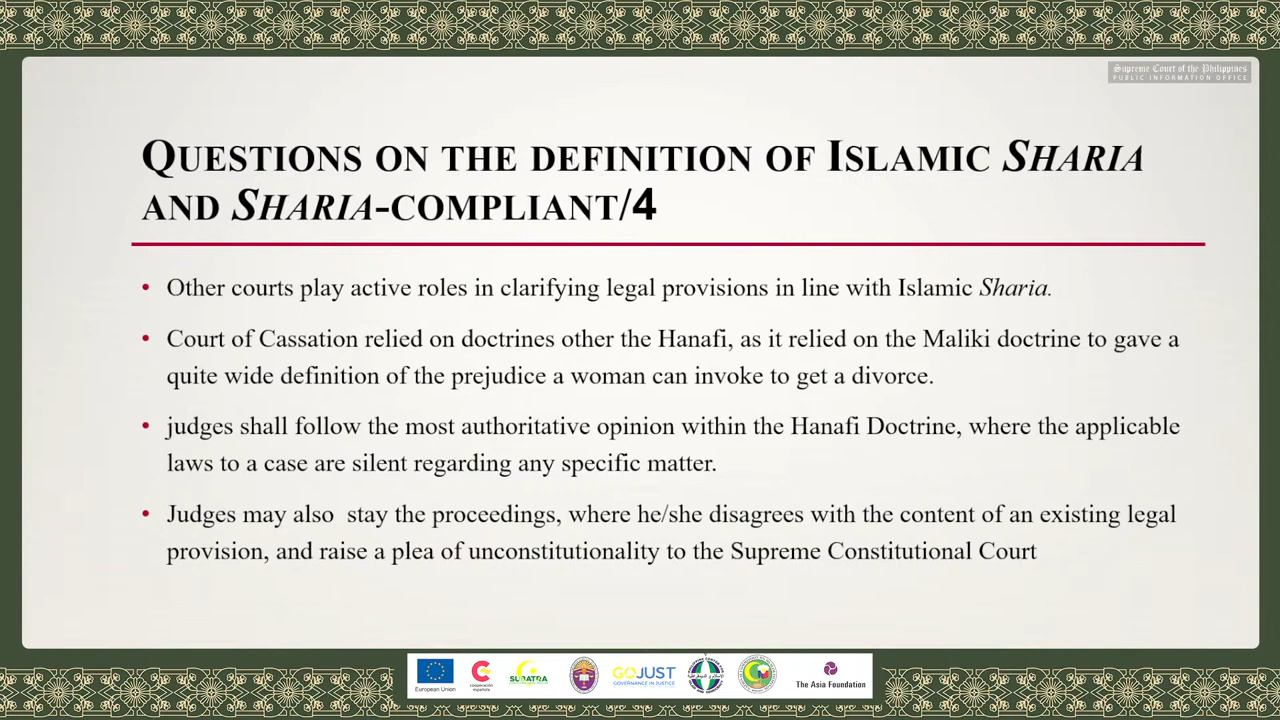 Supreme Court of the Philippines
PUBLIC INFORMATION OFFICE
QUESTIONS ON THE DEFINITION OF ISLAMIC SHARIA
AND SHARIA-COMPLIANT/4
• Other courts play active roles in clarifying legal provisions in line with Islamic Sharia.
• Court of Cassation relied on doctrines other the Hanafi, as it relied on the Maliki doctrine to gave a
quite wide definition of the prejudice a woman can invoke to get a divorce.
• judges shall follow the most authoritative opinion within the Hanafi Doctrine, where the applicable
laws to a case are silent regarding any specific matter.
• Judges may also  stay the proceedings, where he/she disagrees with the content of an existing legal
provision, and raise a plea of unconstitutionality to the Supreme Constitutional Court
European Union
cooperación
española
SUBATRA
GOJUST
GOVERNANCE IN JUSTICE
The Asia Foundation